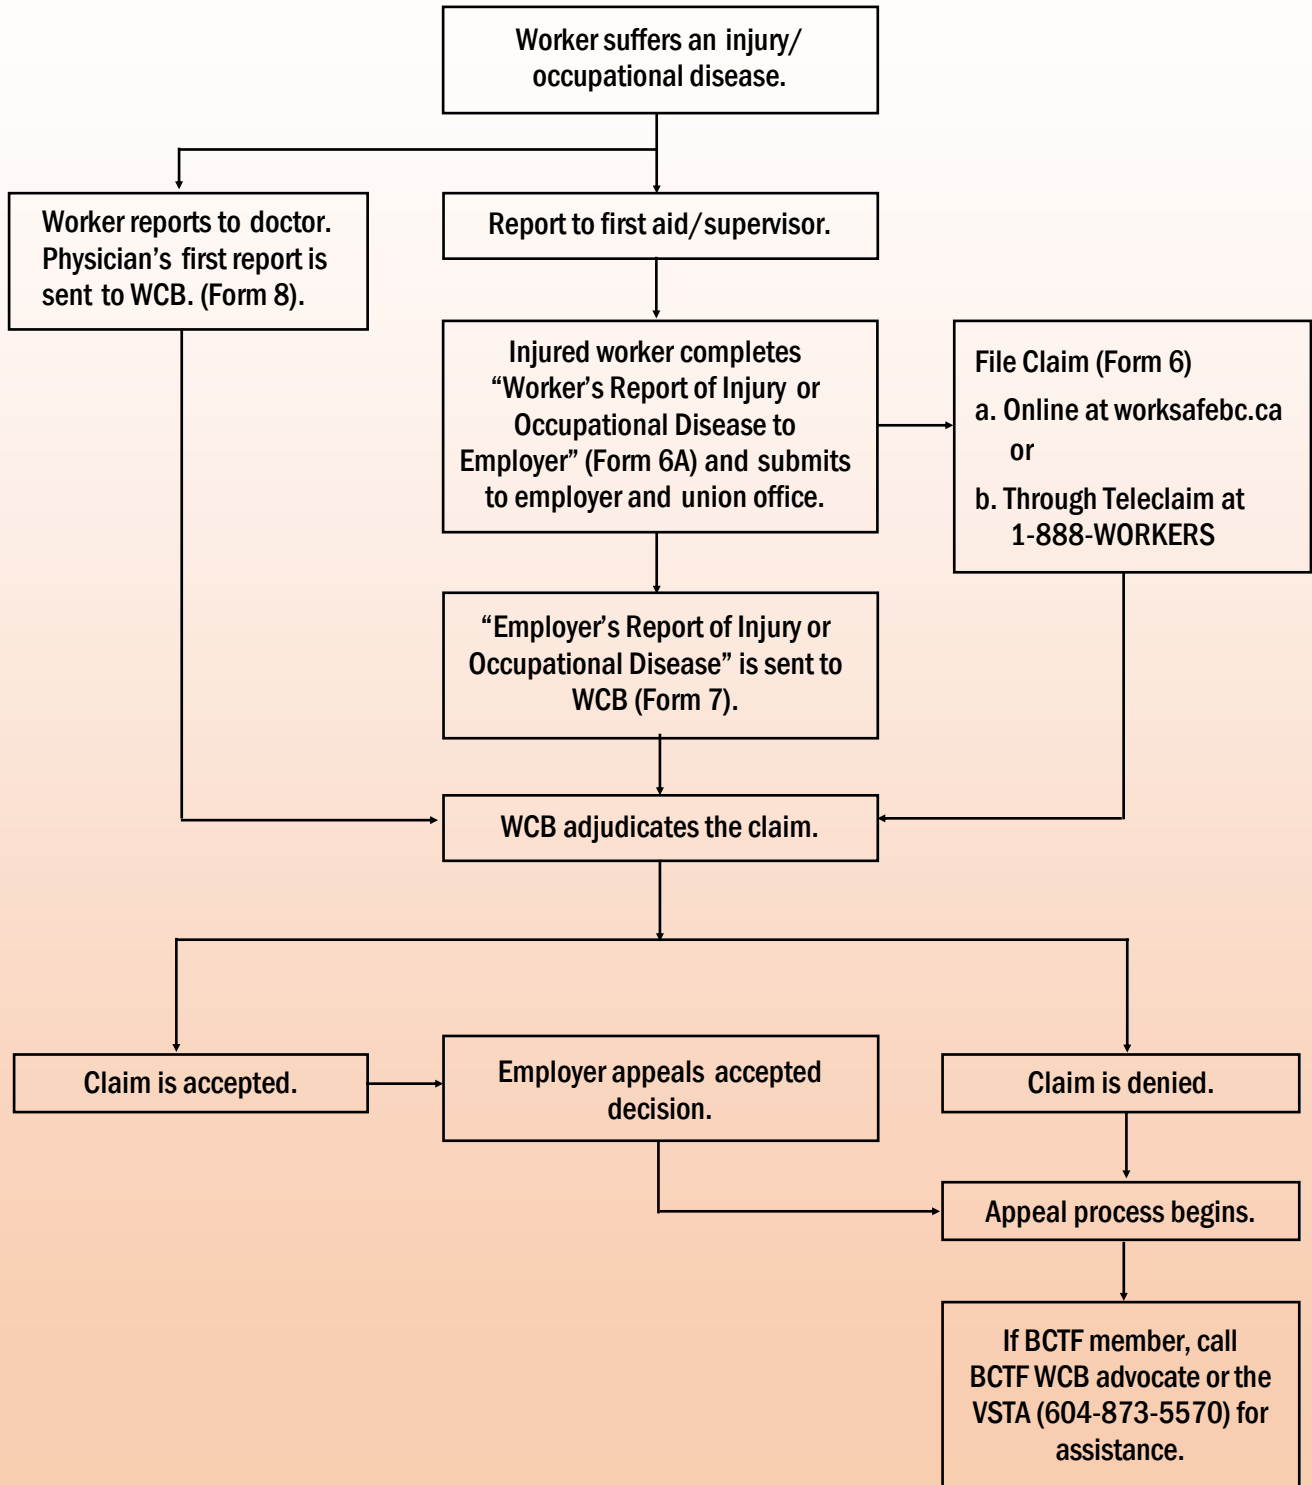 Worker suffers an injury/
occupational disease.
Worker reports to doctor.
Physician’s first report is
sent to WCB. (Form 8).
Report to first aid/supervisor.
Injured worker completes
“Worker’s Report of Injury or
Occupational Disease to
Employer” (Form 6A) and submits
to employer and union office.
File Claim (Form 6)
a. Online at worksafebc.ca
or
b. Through Teleclaim at
1-888-WORKERS
“Employer’s Report of Injury or
Occupational Disease” is sent to
WCB (Form 7).
WCB adjudicates the claim.
Claim is accepted.
Employer appeals accepted
decision.
Claim is denied.
Appeal process begins.
If BCTF member, call
BCTF WCB advocate or the
VSTA (604-873-5570) for
assistance.